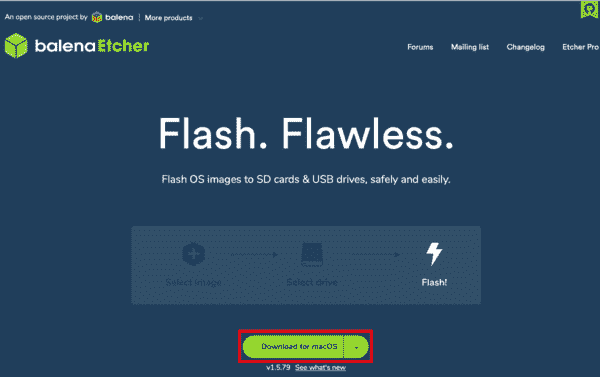 An open source project by balena | More products
balenaEtcher
Forums Mailing list Changelog Etcher Pro
Flash. Flawless.
Flash OS images to SD cards & USB drives, safely and easily.
Select image Select drive Flash!
Download for macOS
v1.5.79 See what's new